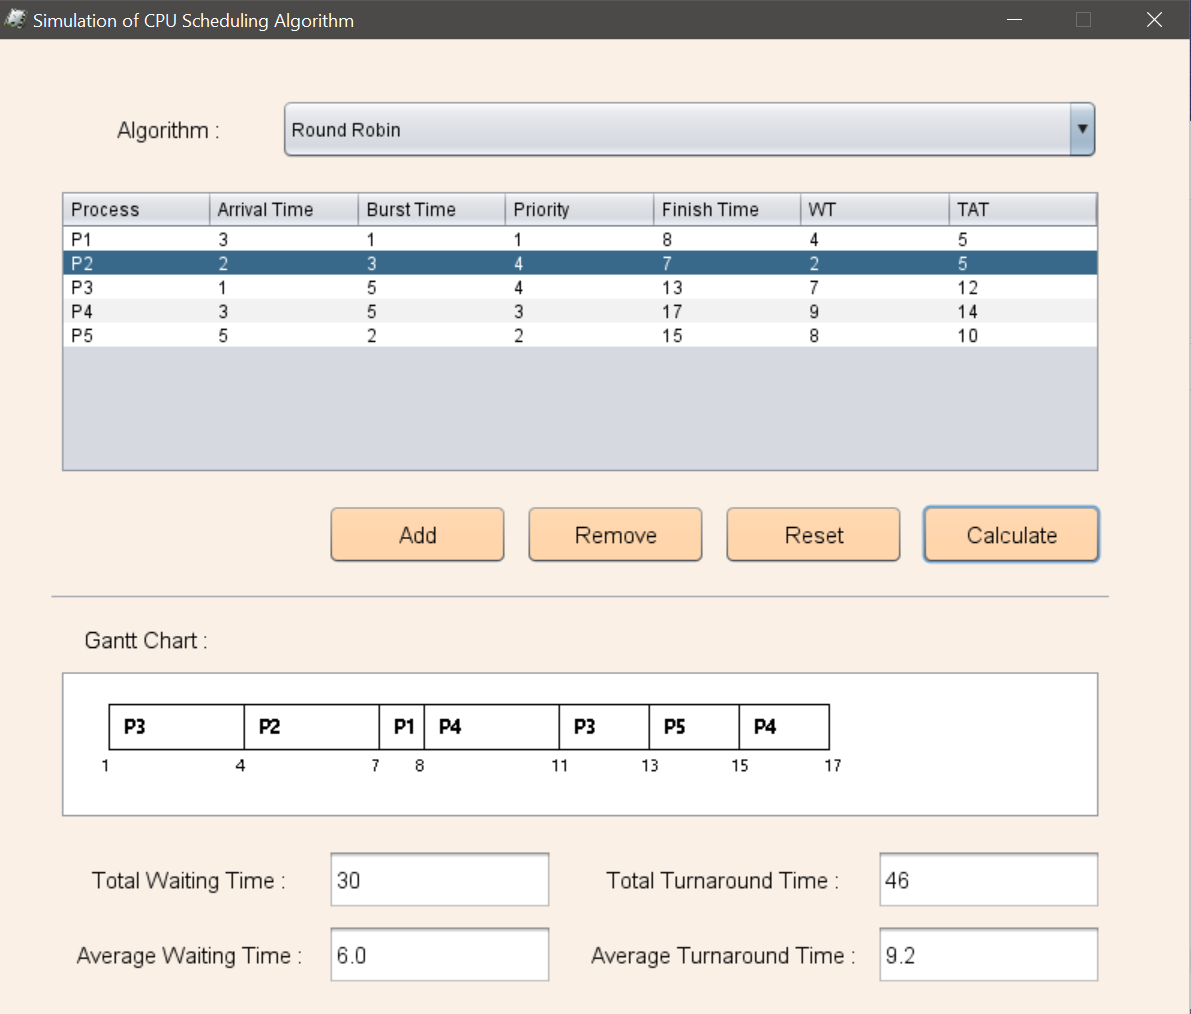 Simulation of CPU Scheduling Algorithm
Algorithm : Round Robin
Process Arrival Time Burst Time Priority Finish Time WT TAT
P1 3 1 1 8 4 5
P2 2 3 4 7 2 5
P3 1 5 4 13 7 12
P4 3 5 3 17 9 14
P5 5 2 2 15 8 10
Add Remove Reset Calculate
Gantt Chart :
P3 P2 P1 P4 P3 P5 P4
1 4 7 8 11 13 15 17
Total Waiting Time : 30 Total Turnaround Time : 46
Average Waiting Time : 6.0 Average Turnaround Time : 9.2